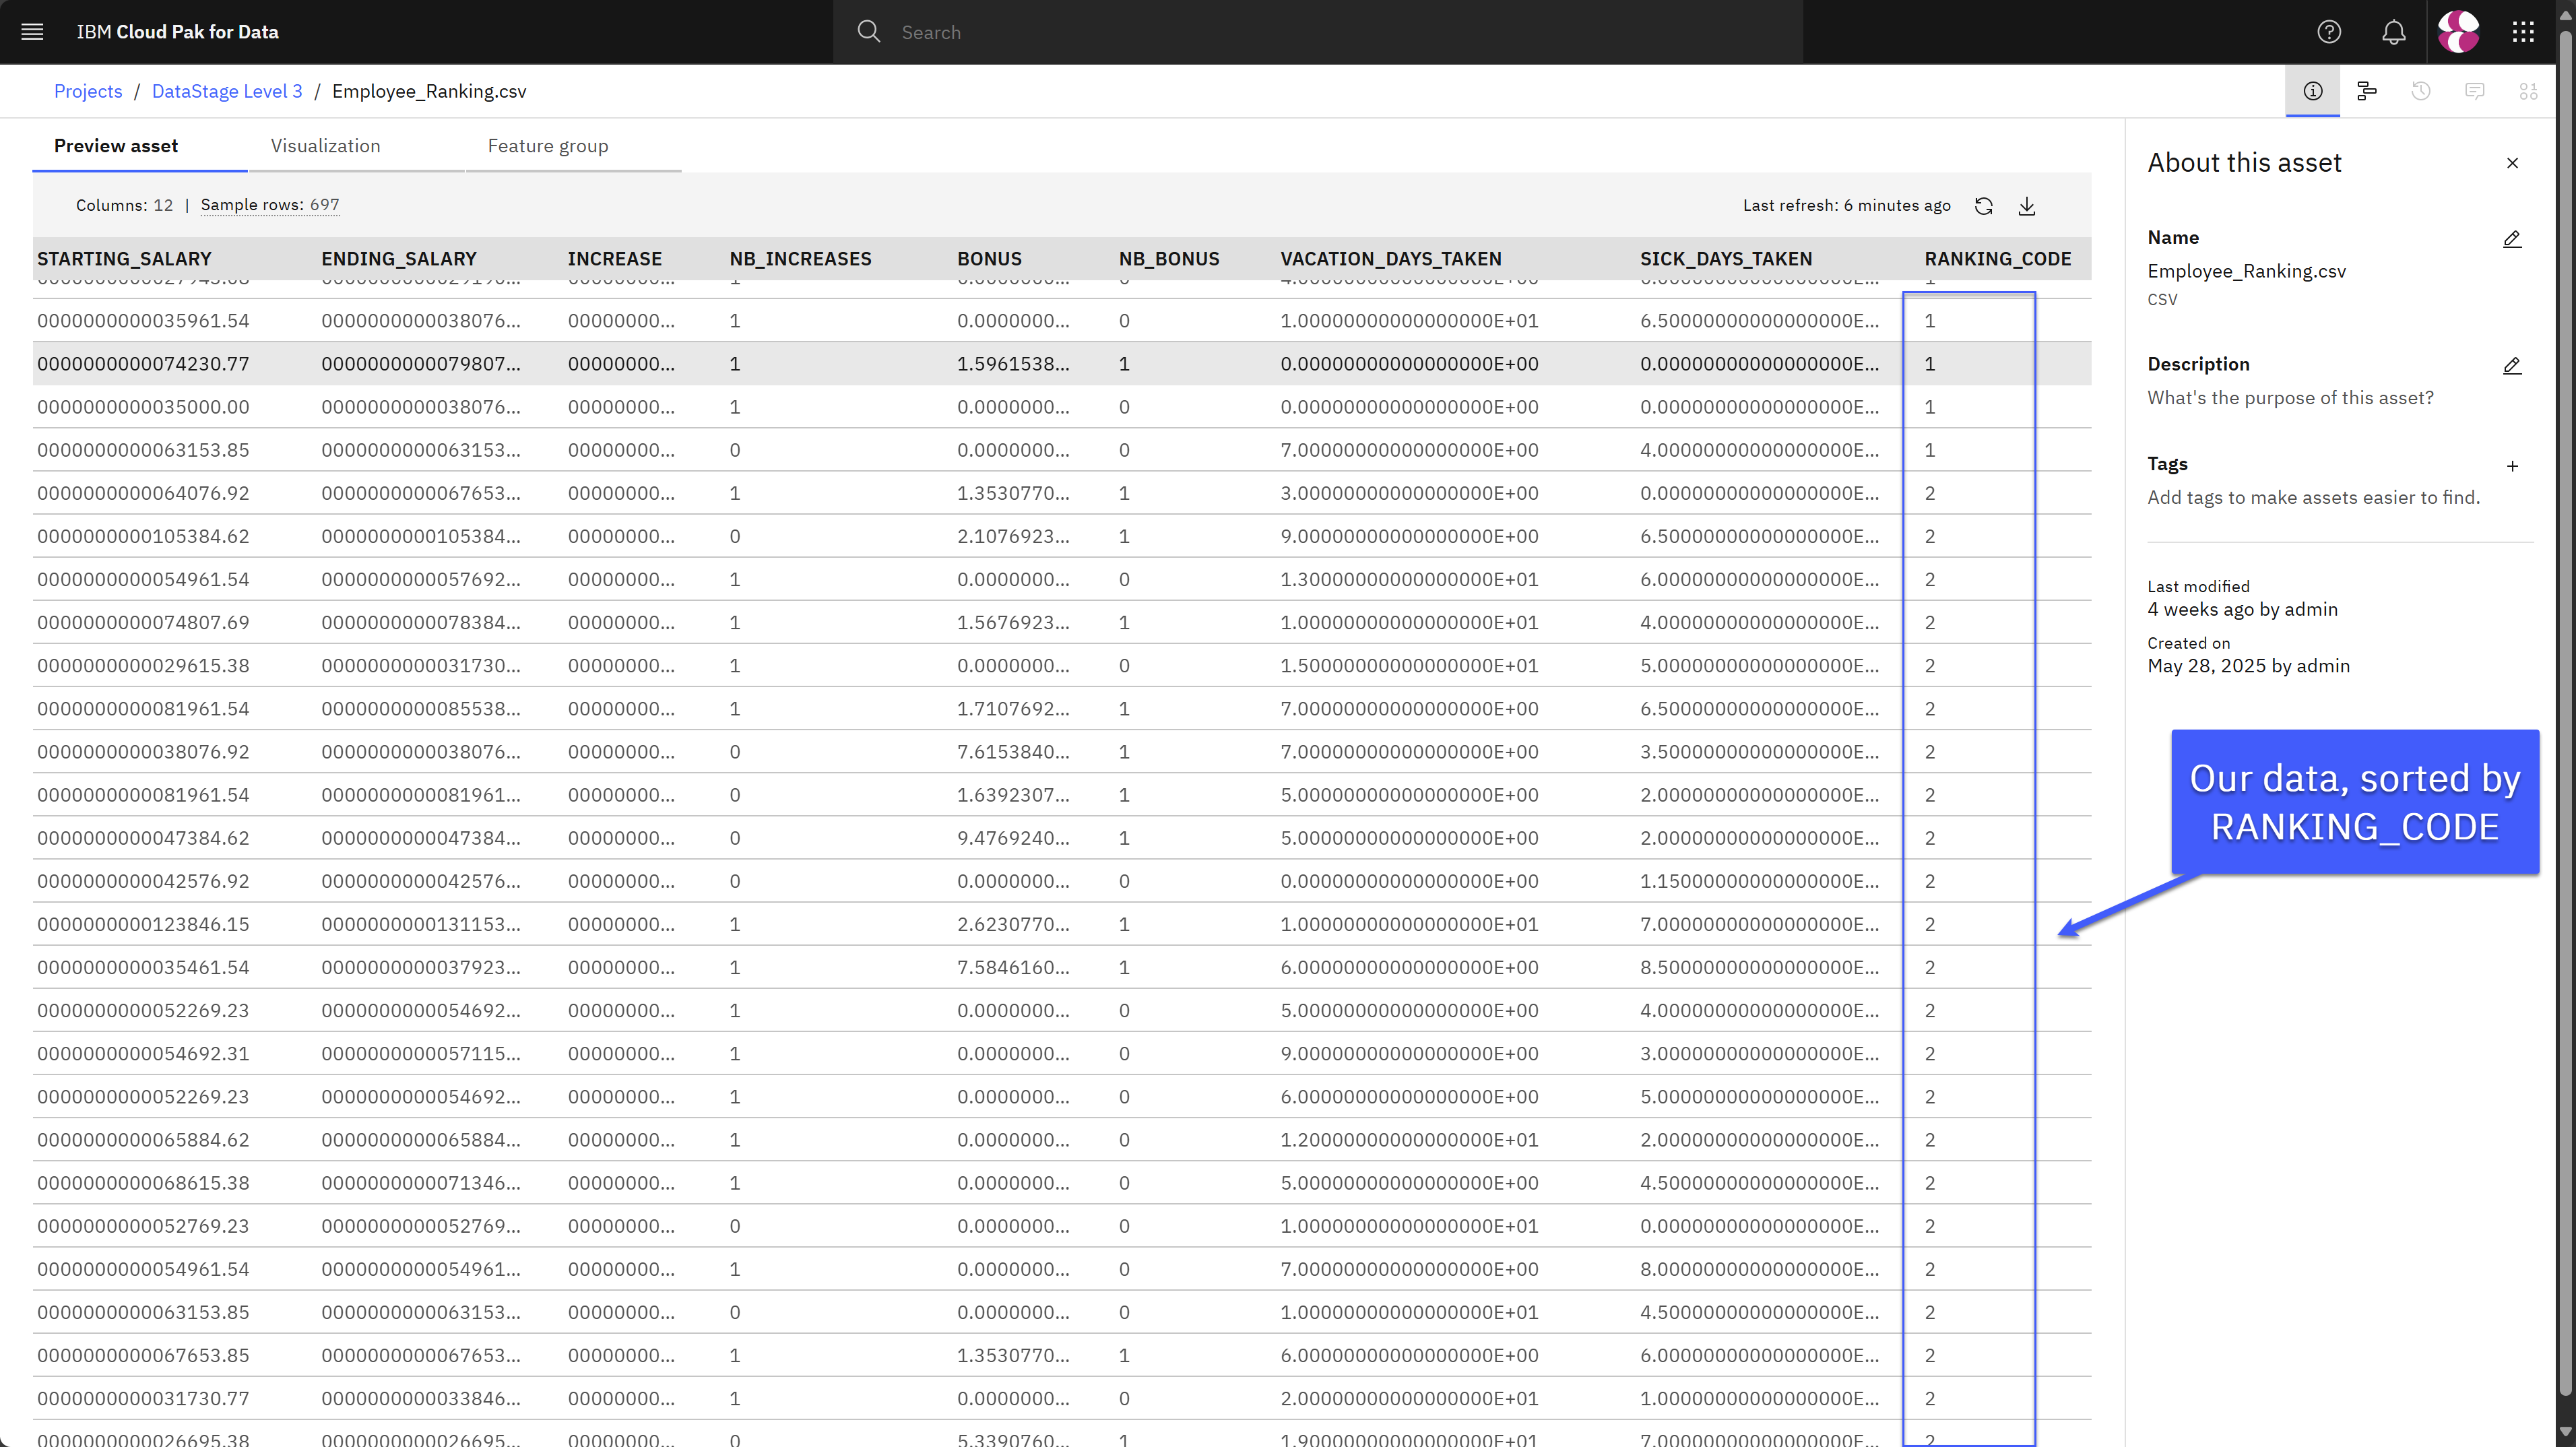 IBM Cloud Pak for Data
Search
Projects / DataStage Level 3 / Employee_Ranking.csv
Preview asset Visualization Feature group
Columns: 12 | Sample rows: 697 Last refresh: 6 minutes ago
STARTING_SALARY ENDING_SALARY INCREASE NB_INCREASES BONUS NB_BONUS VACATION_DAYS_TAKEN SICK_DAYS_TAKEN RANKING_CODE
0000000000035961.54 0000000000038076... 00000000... 1 0.0000000... 0 1.00000000000000000E+01 6.50000000000000000E... 1
0000000000074230.77 0000000000079807... 00000000... 1 1.5961538... 1 0.00000000000000000E+00 0.00000000000000000E... 1
0000000000035000.00 0000000000038076... 00000000... 1 0.0000000... 0 0.00000000000000000E+00 0.00000000000000000E... 1
0000000000063153.85 0000000000063153... 00000000... 0 0.0000000... 0 7.00000000000000000E+00 4.00000000000000000E... 1
0000000000064076.92 0000000000067653... 00000000... 1 1.3530770... 1 3.00000000000000000E+00 0.00000000000000000E... 2
0000000000105384.62 0000000000105384... 00000000... 0 2.1076923... 1 9.00000000000000000E+00 6.50000000000000000E... 2
0000000000054961.54 0000000000057692... 00000000... 1 0.0000000... 0 1.30000000000000000E+01 6.00000000000000000E... 2
0000000000074807.69 0000000000078384... 00000000... 1 1.5676923... 1 1.00000000000000000E+01 4.00000000000000000E... 2
0000000000029615.38 0000000000031730... 00000000... 1 0.0000000... 0 1.50000000000000000E+01 5.00000000000000000E... 2
0000000000081961.54 0000000000085538... 00000000... 1 1.7107692... 1 7.00000000000000000E+00 6.50000000000000000E... 2
0000000000038076.92 0000000000038076... 00000000... 0 7.6153840... 1 7.00000000000000000E+00 3.50000000000000000E... 2
0000000000081961.54 0000000000081961... 00000000... 0 1.6392307... 1 5.00000000000000000E+00 2.00000000000000000E... 2
0000000000047384.62 0000000000047384... 00000000... 0 9.4769240... 1 5.00000000000000000E+00 2.00000000000000000E... 2
0000000000042576.92 0000000000042576... 00000000... 0 0.0000000... 0 0.00000000000000000E+00 1.15000000000000000E... 2
0000000000123846.15 0000000000131153... 00000000... 1 2.6230770... 1 1.00000000000000000E+01 7.00000000000000000E... 2
0000000000035461.54 0000000000037923... 00000000... 1 7.5846160... 1 6.00000000000000000E+00 8.50000000000000000E... 2
0000000000052269.23 0000000000054692... 00000000... 1 0.0000000... 0 5.00000000000000000E+00 4.00000000000000000E... 2
0000000000054692.31 0000000000057115... 00000000... 1 0.0000000... 0 9.00000000000000000E+00 3.00000000000000000E... 2
0000000000052269.23 0000000000054692... 00000000... 1 0.0000000... 0 6.00000000000000000E+00 5.00000000000000000E... 2
0000000000065884.62 0000000000065884... 00000000... 1 0.0000000... 0 1.20000000000000000E+01 2.00000000000000000E... 2
0000000000068615.38 0000000000071346... 00000000... 1 0.0000000... 0 5.00000000000000000E+00 4.50000000000000000E... 2
0000000000052769.23 0000000000052769... 00000000... 0 0.0000000... 0 1.00000000000000000E+01 0.00000000000000000E... 2
0000000000054961.54 0000000000054961... 00000000... 1 0.0000000... 0 7.00000000000000000E+00 8.00000000000000000E... 2
0000000000063153.85 0000000000063153... 00000000... 0 0.0000000... 0 1.00000000000000000E+01 4.50000000000000000E... 2
0000000000067653.85 0000000000067653... 00000000... 1 1.3530770... 1 6.00000000000000000E+00 6.00000000000000000E... 2
0000000000031730.77 0000000000033846... 00000000... 1 0.0000000... 0 2.00000000000000000E+01 1.00000000000000000E... 2
0000000000026695.38 0000000000026695... 00000000... 0 5.3390760... 1 1.90000000000000000E+01 7.00000000000000000E... 2
About this asset
Name
Employee_Ranking.csv
CSV
Description
What's the purpose of this asset?
Tags
Add tags to make assets easier to find.
Last modified
4 weeks ago by admin
Created on
May 28, 2025 by admin
Our data, sorted by
RANKING_CODE